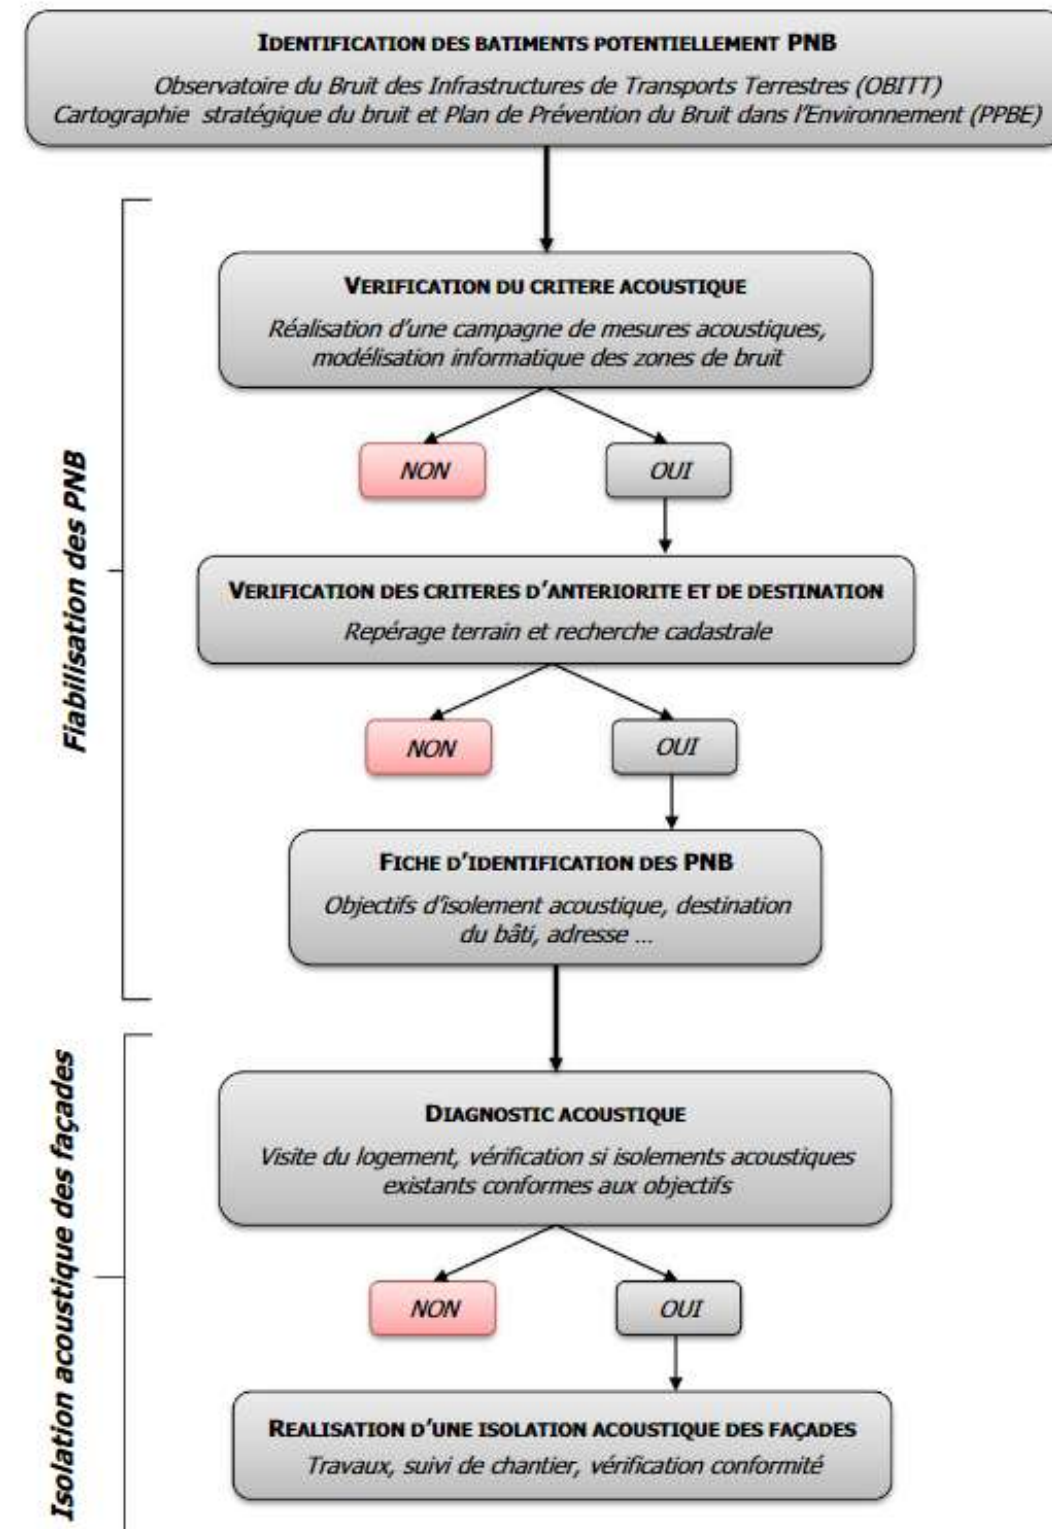 IDENTIFICATION DES BATIMENTS POTENTIELLEMENT PNB
Observatoire du Bruit des Infrastructures de Transports Terrestres (OBITT)
Cartographie stratégique du bruit et Plan de Prévention du Bruit dans l'Environnement (PPBE)
Fiabilisation des PNB
VERIFICATION DU CRITERE ACOUSTIQUE
Réalisation d'une campagne de mesures acoustiques,
modélisation informatique des zones de bruit
NON
OUI
VERIFICATION DES CRITERES D'ANTERIORITE ET DE DESTINATION
Repérage terrain et recherche cadastrale
NON
OUI
FICHE D'IDENTIFICATION DES PNB
Objectifs d'isolement acoustique, destination
du bâti, adresse ...
Isolation acoustique des façades
DIAGNOSTIC ACOUSTIQUE
Visite du logement, vérification si isolements acoustiques
existants conformes aux objectifs
NON
OUI
REALISATION D'UNE ISOLATION ACOUSTIQUE DES FAÇADES
Travaux, suivi de chantier, vérification conformité